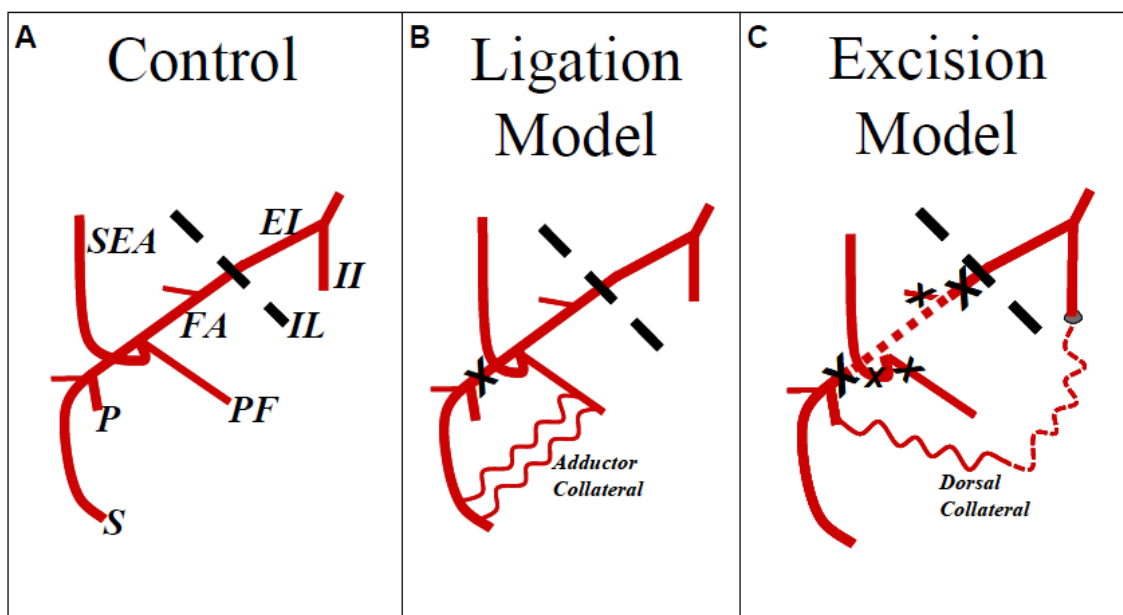 A
Control
SEA
EI
II
FA
IL
P
PF
S
B
Ligation
Model
X
Adductor
Collateral
C
Excision
Model
X
X
X
X
X
Dorsal
Collateral